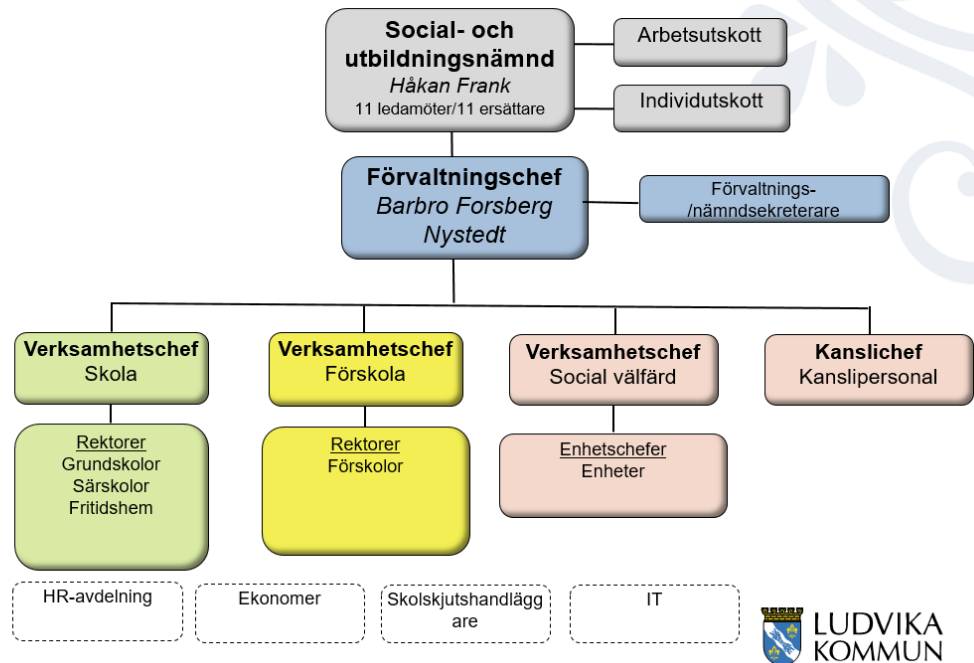 Social- och
utbildningsnämnd
Håkan Frank
11 ledamöter/11 ersättare
Arbetsutskott
Individutskott
Förvaltningschef
Barbro Forsberg
Nystedt
Förvaltnings-
/nämndsekreterare
Verksamhetschef
Skola
Verksamhetschef
Förskola
Verksamhetschef
Social välfärd
Kanslichef
Kanslipersonal
Rektorer
Grundskolor
Särskolor
Fritidshem
Rektorer
Förskolor
Enhetschefer
Enheter
HR-avdelning
Ekonomer
Skolskjutshandlägg
are
IT
LUDVIKA
KOMMUN